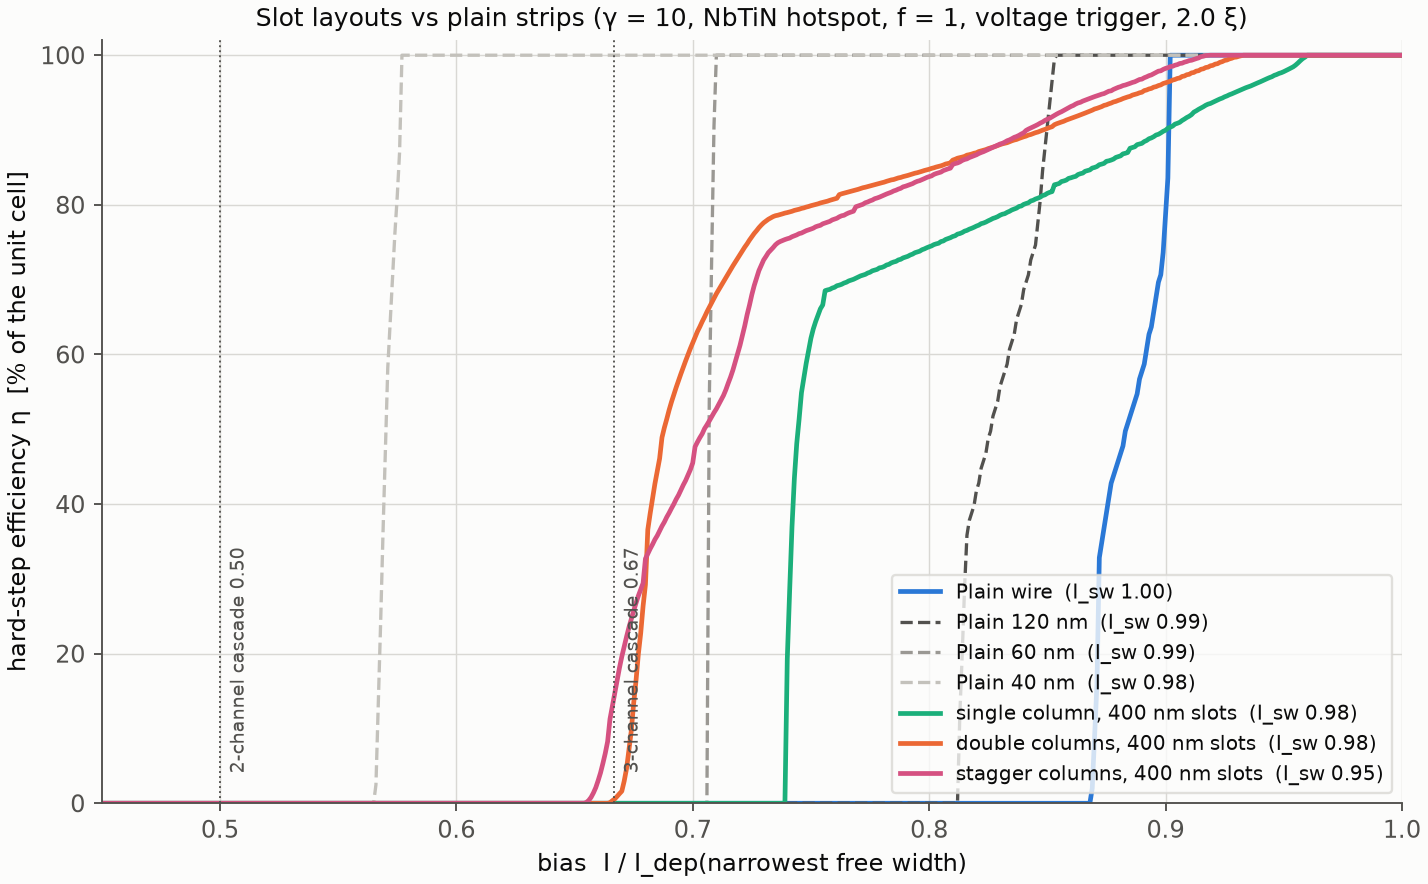 Slot layouts vs plain strips (γ = 10, NbTiN hotspot, f = 1, voltage trigger, 2.0 ξ)
hard-step efficiency η [% of the unit cell]
100
80
60
40
20
0
2-channel cascade 0.50
3-channel cascade 0.67
Plain wire (I_sw 1.00)
Plain 120 nm (I_sw 0.99)
Plain 60 nm (I_sw 0.99)
Plain 40 nm (I_sw 0.98)
single column, 400 nm slots (I_sw 0.98)
double columns, 400 nm slots (I_sw 0.98)
stagger columns, 400 nm slots (I_sw 0.95)
0.5 0.6 0.7 0.8 0.9 1.0
bias I / I_dep(narrowest free width)